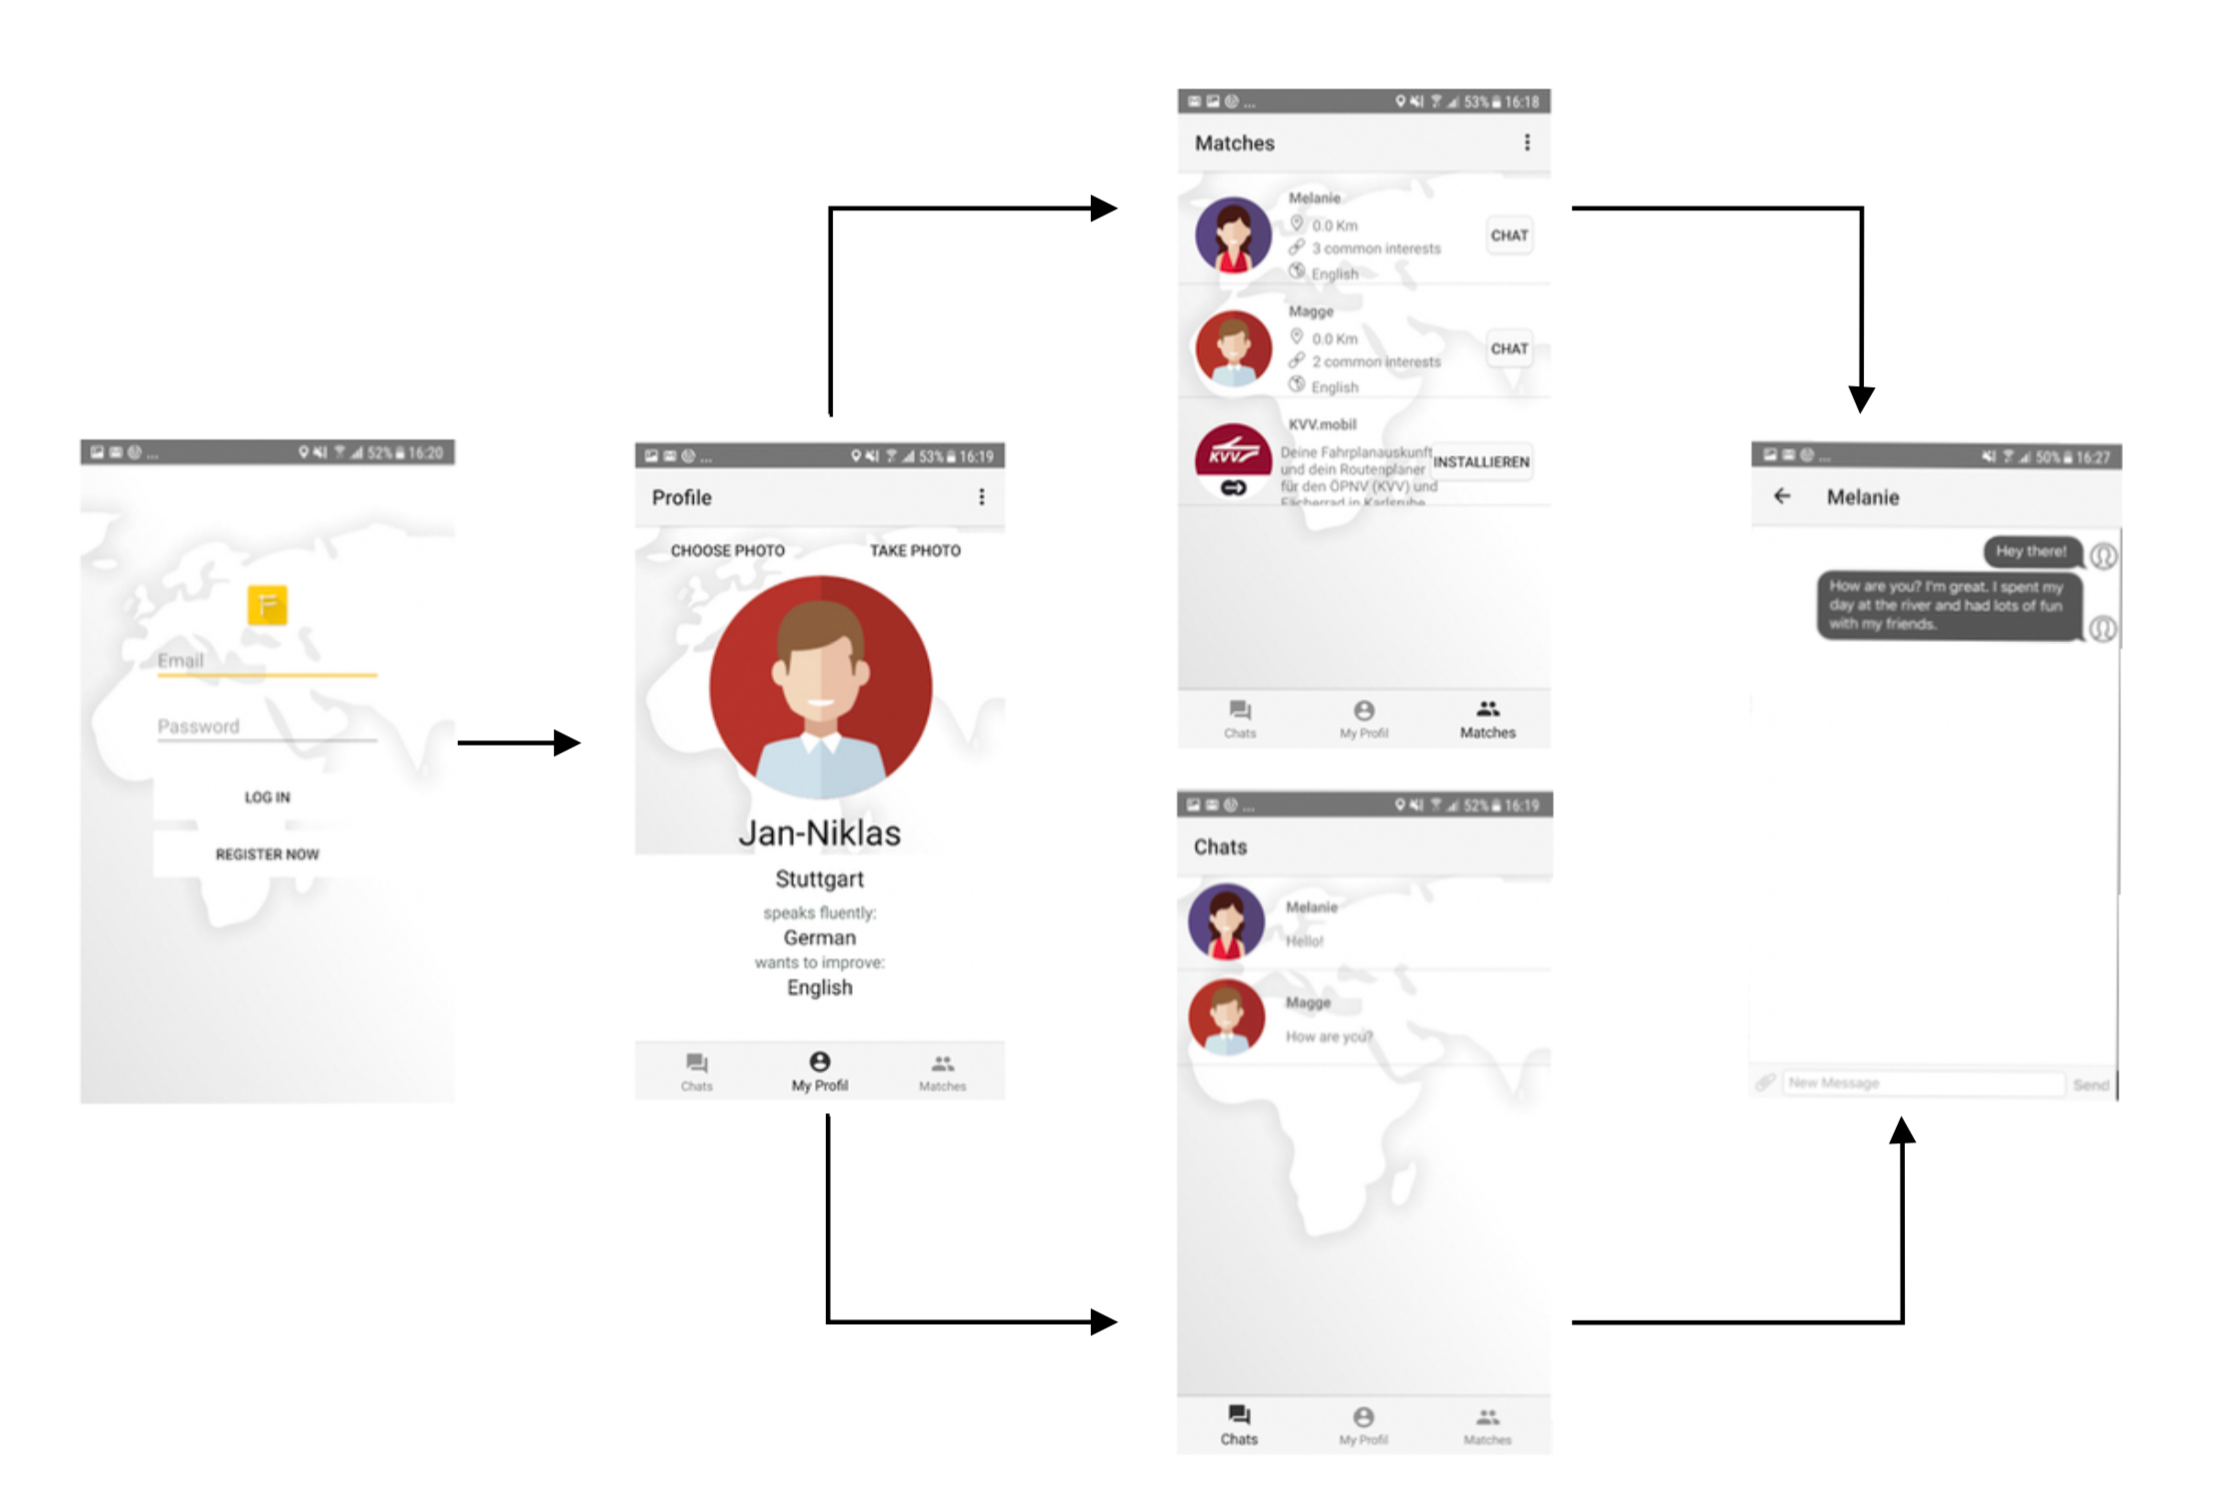 52% 16:20
F
Email
Password
LOG IN
REGISTER NOW
53% 16:19
Profile
CHOOSE PHOTO
TAKE PHOTO
Jan-Niklas
Stuttgart
speaks fluently:
German
wants to improve:
English
Chats
My Profil
Matches
53% 16:18
Matches
Melanie
0.0 Km
3 common interests
English
CHAT
Magge
0.0 Km
2 common interests
English
CHAT
KVV.mobil
KVV
Deine Fahrplanauskunft
und dein Routenplaner
für den ÖPNV (KVV) und
Fächerrad in Karlsruhe
INSTALLIEREN
Chats
My Profil
Matches
52% 16:19
Chats
Melanie
Hello!
Magge
How are you?
Chats
My Profil
Matches
50% 16:27
Melanie
Hey there!
How are you? I'm great. I spent my
day at the river and had lots of fun
with my friends.
New Message
Send